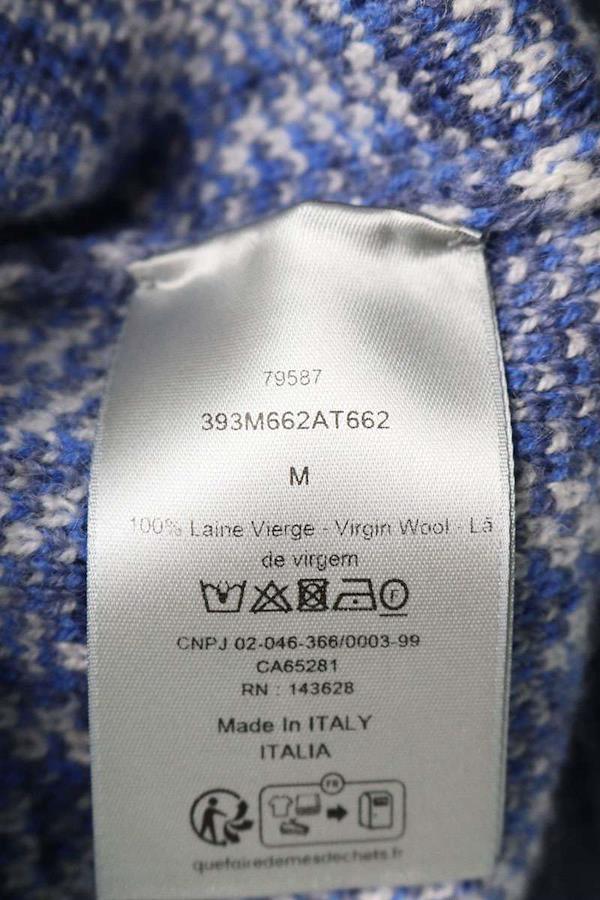 79587
393M662AT662
M
100% Laine Vierge - Virgin Wool - Lã
de virgem
F
CNPJ 02-046-366/0003-99
CA65281
RN : 143628
Made In ITALY
ITALIA
FR
quefairedemesdechets.fr